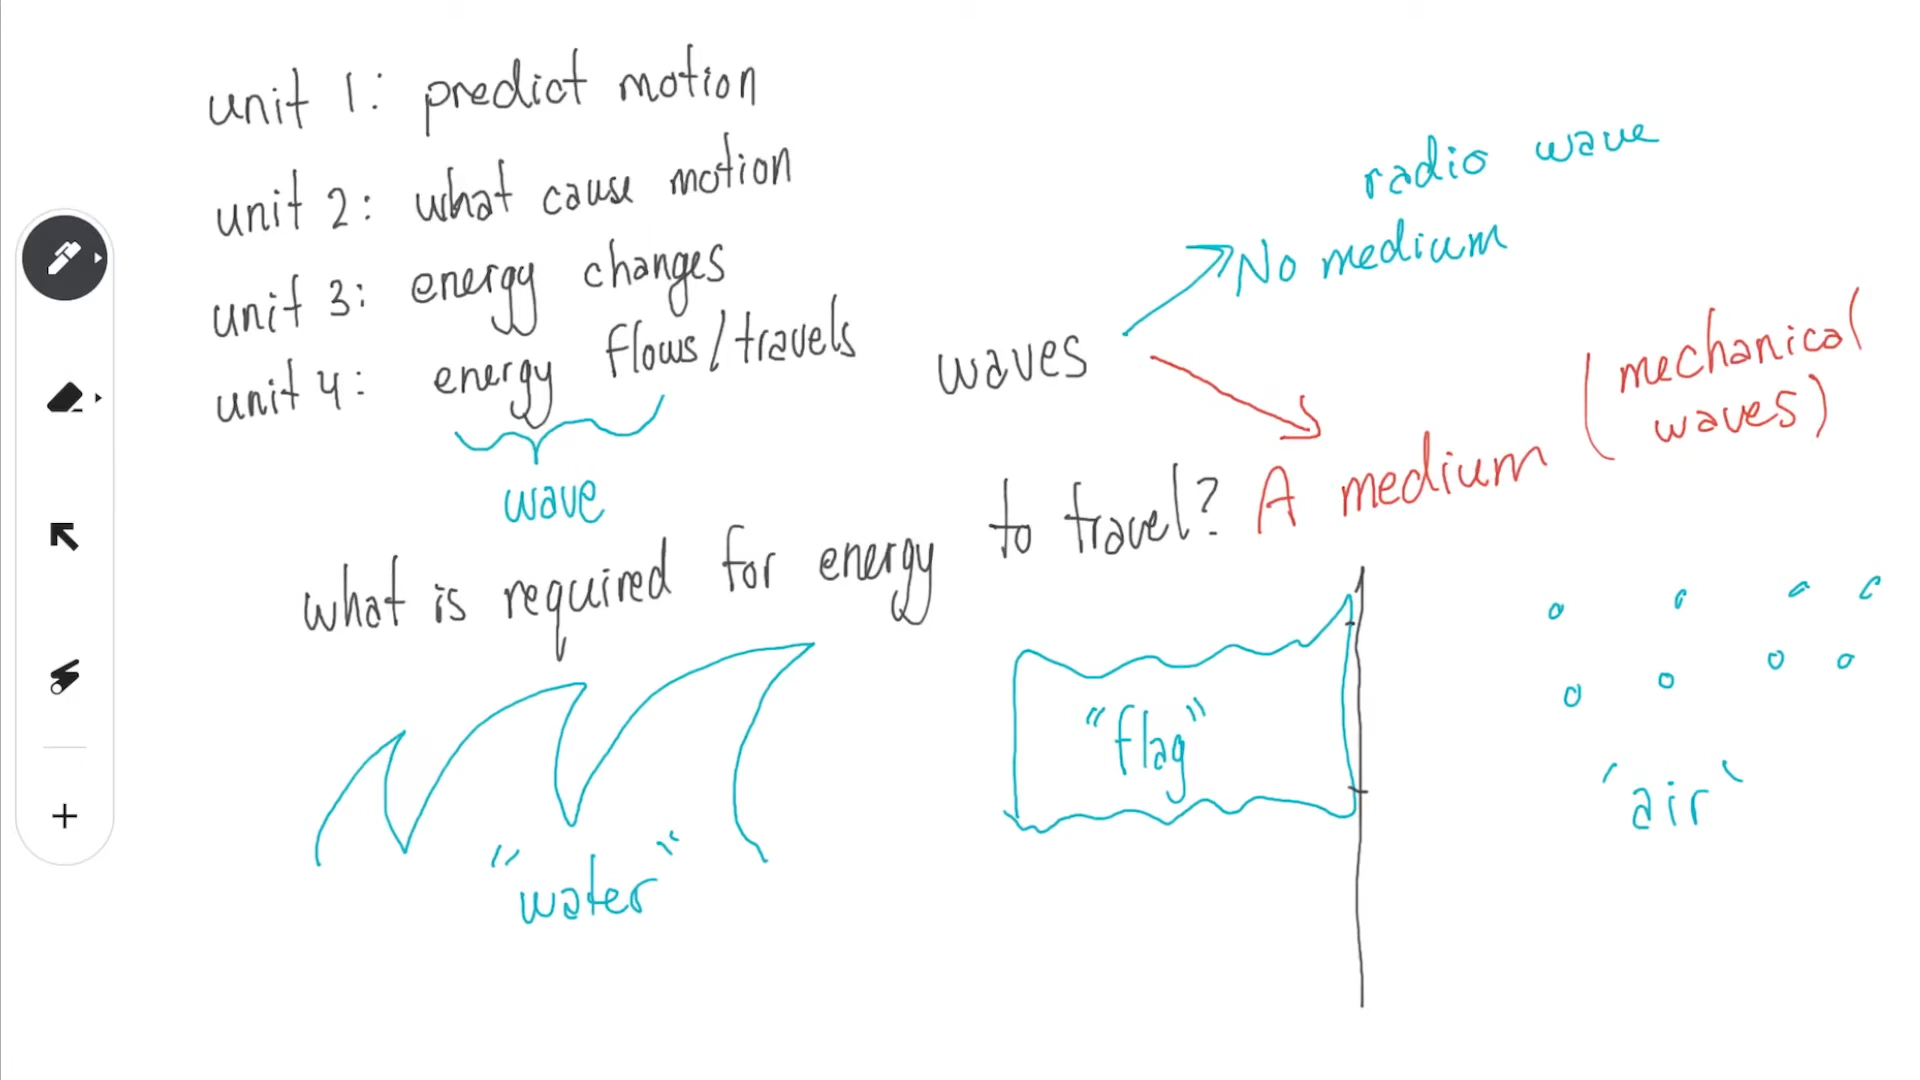 unit 1: predict motion
unit 2: what cause motion
unit 3: energy changes
unit 4: energy flows/travels
wave
waves
radio wave
No medium
(mechanical
waves)
what is required for energy to travel? A medium
"water"
"flag"
'air'